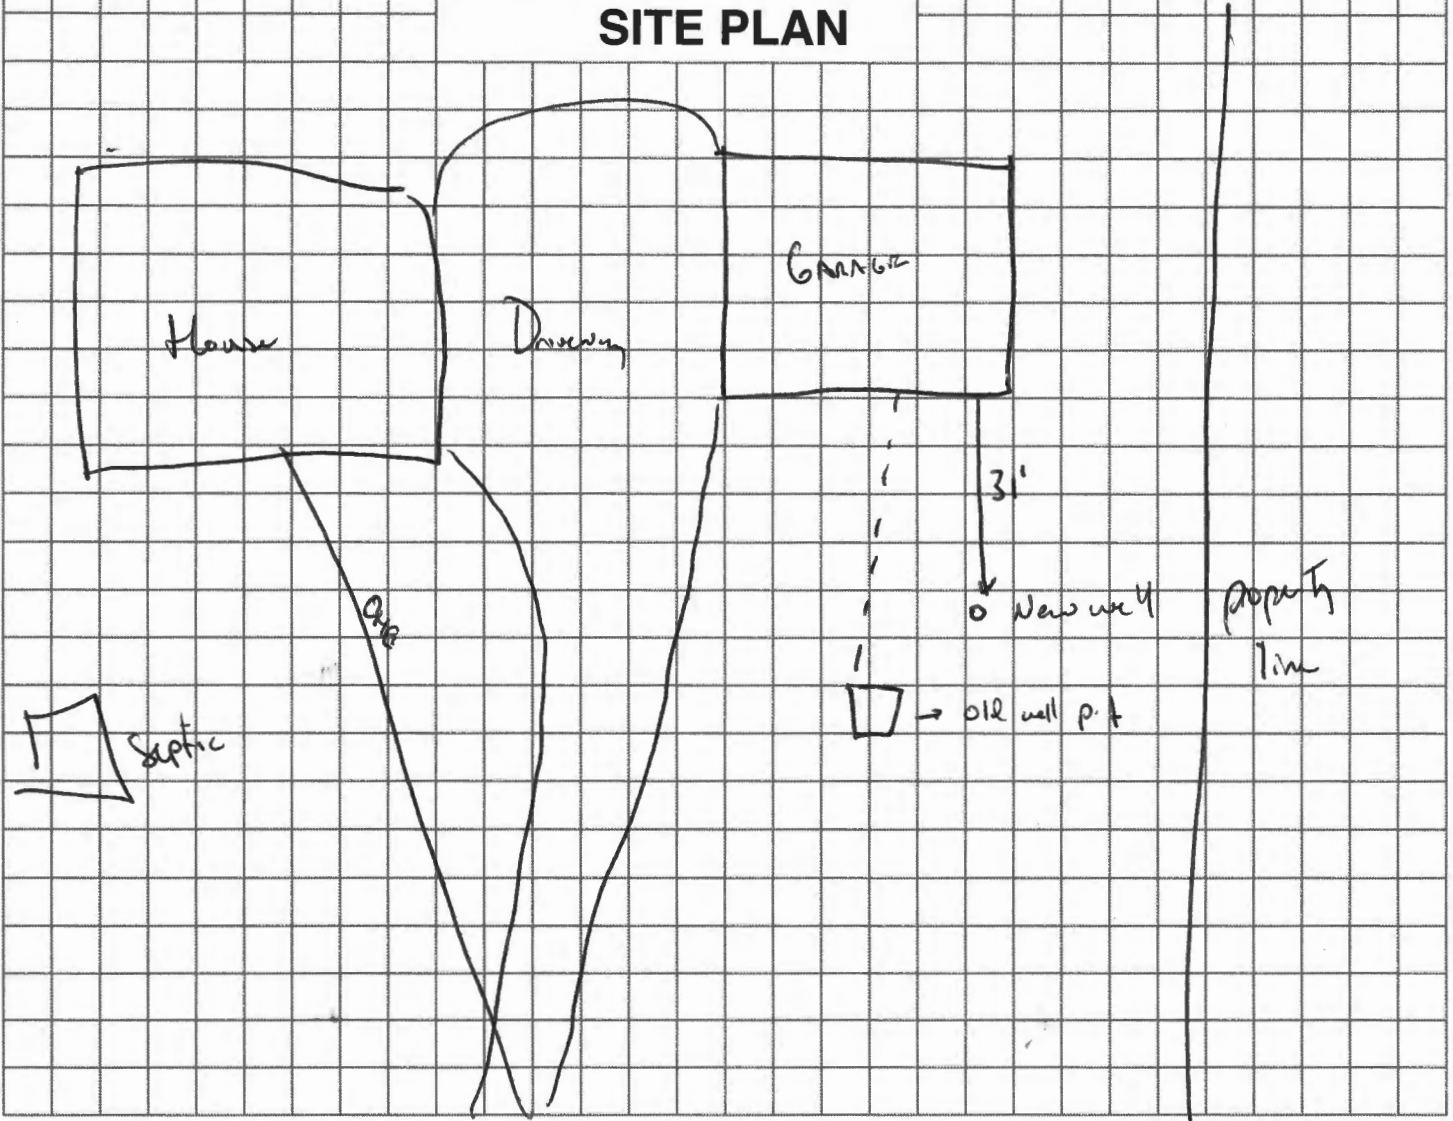 SITE PLAN
GARAGE
House
Driveway
31'
New well
property
line
→ old well pit
Septic